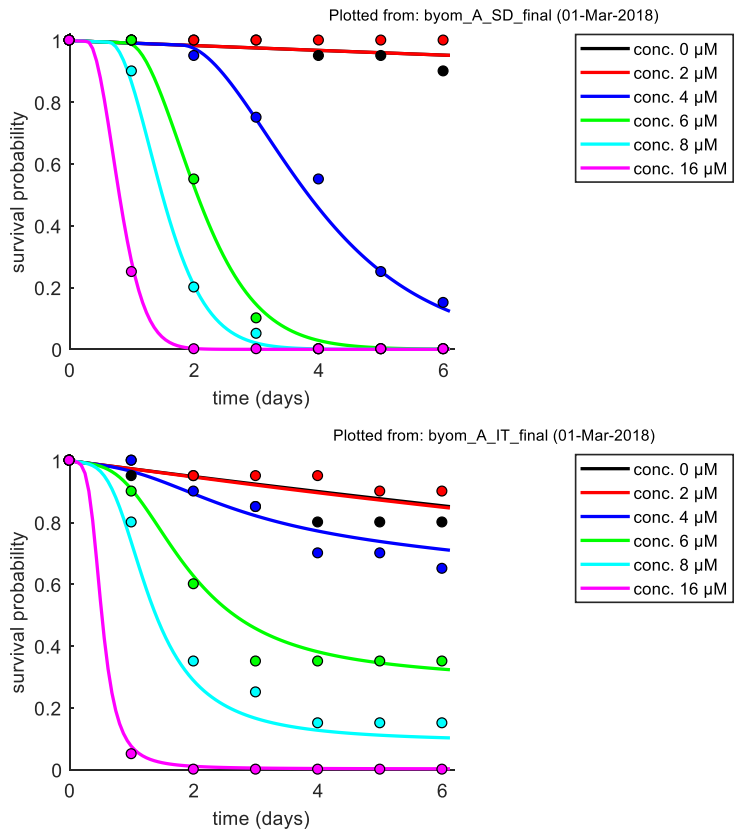 Plotted from: byom_A_SD_final (01-Mar-2018)
1
0.8
0.6
0.4
0.2
0
survival probability
0 2 4 6
time (days)
conc. 0 µM
conc. 2 µM
conc. 4 µM
conc. 6 µM
conc. 8 µM
conc. 16 µM
Plotted from: byom_A_IT_final (01-Mar-2018)
1
0.8
0.6
0.4
0.2
0
survival probability
0 2 4 6
time (days)
conc. 0 µM
conc. 2 µM
conc. 4 µM
conc. 6 µM
conc. 8 µM
conc. 16 µM